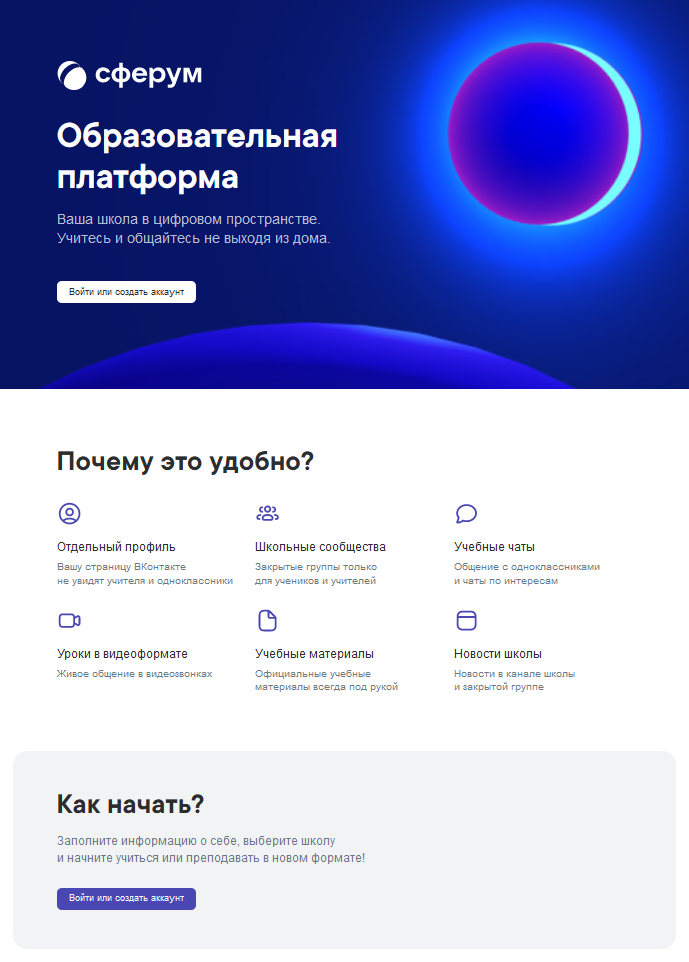 сферум
Образовательная
платформа
Ваша школа в цифровом пространстве.
Учитесь и общайтесь не выходя из дома.
Войти или создать аккаунт
Почему это удобно?
Отдельный профиль
Вашу страницу ВКонтакте
не увидят учителя и одноклассники
Школьные сообщества
Закрытые группы только
для учеников и учителей
Учебные чаты
Общение с одноклассниками
и чаты по интересам
Уроки в видеоформате
Живое общение в видеозвонках
Учебные материалы
Официальные учебные
материалы всегда под рукой
Новости школы
Новости в канале школы
и закрытой группе
Как начать?
Заполните информацию о себе, выберите школу
и начните учиться или преподавать в новом формате!
Войти или создать аккаунт